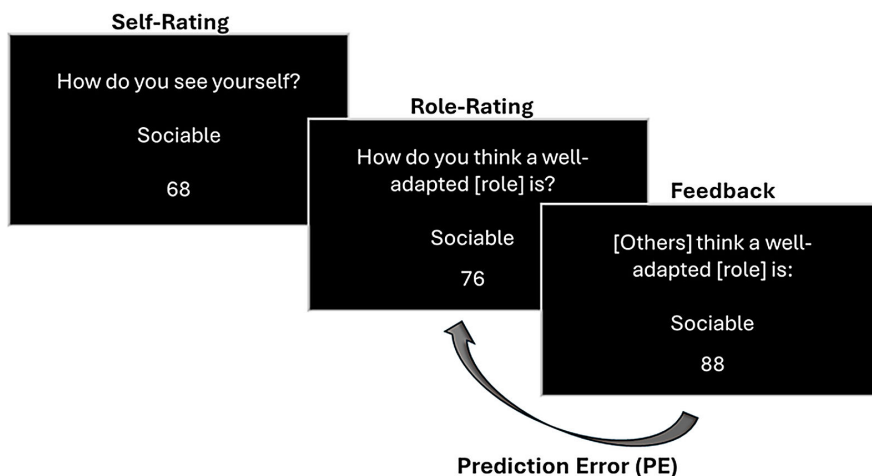 Self-Rating
How do you see yourself?
Sociable
68
Role-Rating
How do you think a well-
adapted [role] is?
Sociable
76
Feedback
[Others] think a well-
adapted [role] is:
Sociable
88
Prediction Error (PE)